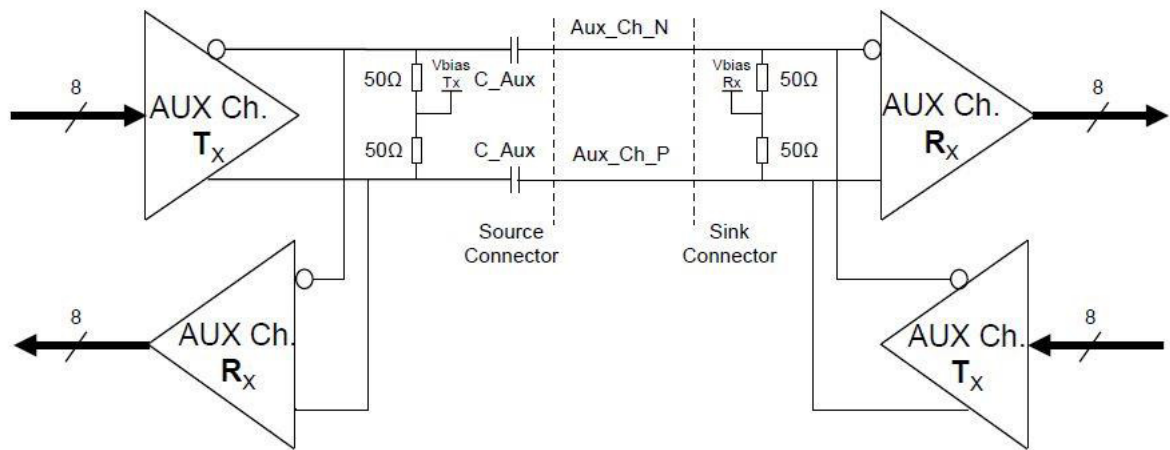 Aux_Ch_N
8
AUX Ch.
Tx
50Ω
Vbias
Tx
C_Aux
Vbias
Rx
50Ω
AUX Ch.
Rx
8
50Ω
C_Aux
Aux_Ch_P
50Ω
Source
Connector
Sink
Connector
8
AUX Ch.
Rx
AUX Ch.
Tx
8